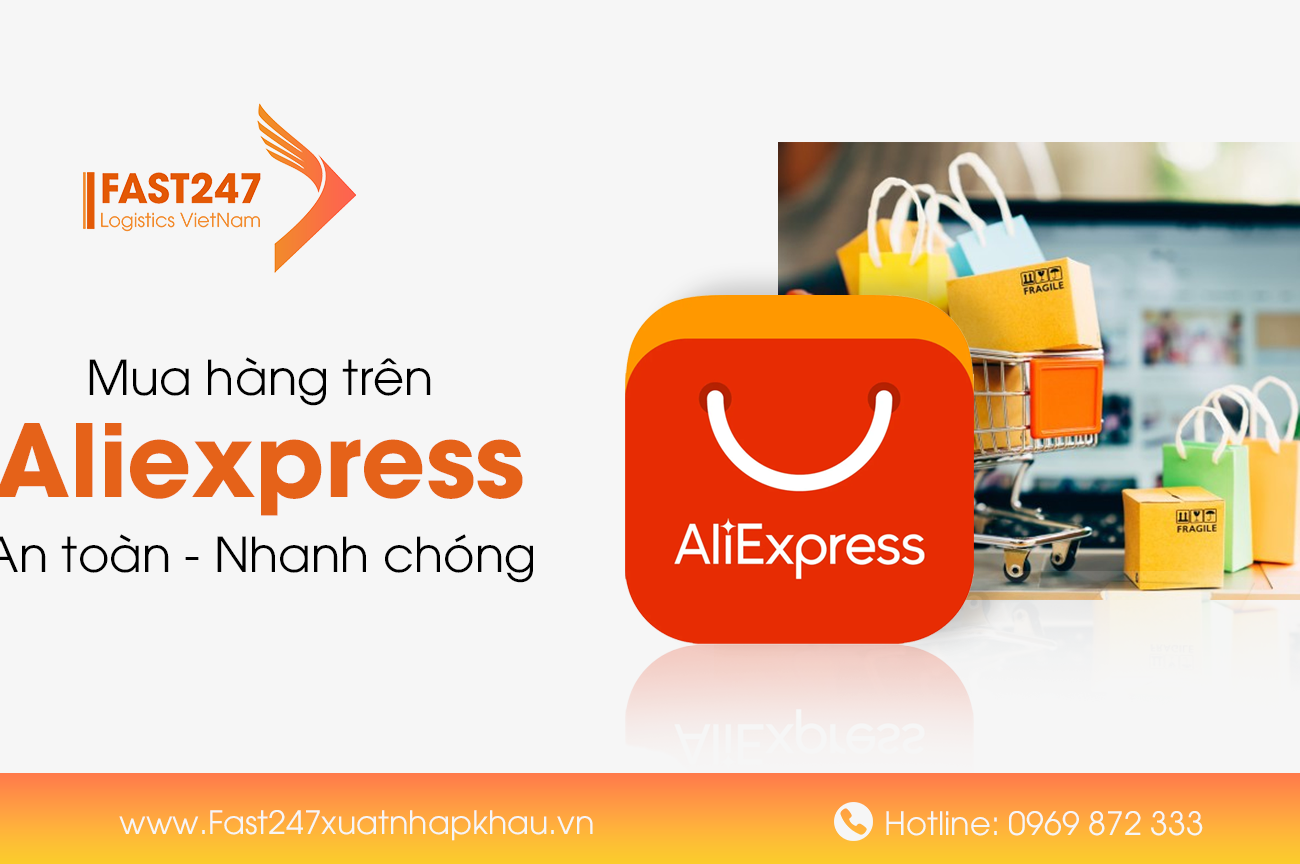 FAST247
Logistics VietNam
Mua hàng trên
Aliexpress
An toàn - Nhanh chóng
FRAGILE
FRAGILE
AliExpress
AliExpress
www.Fast247xuatnhapkhau.vn
Hotline: 0969 872 333